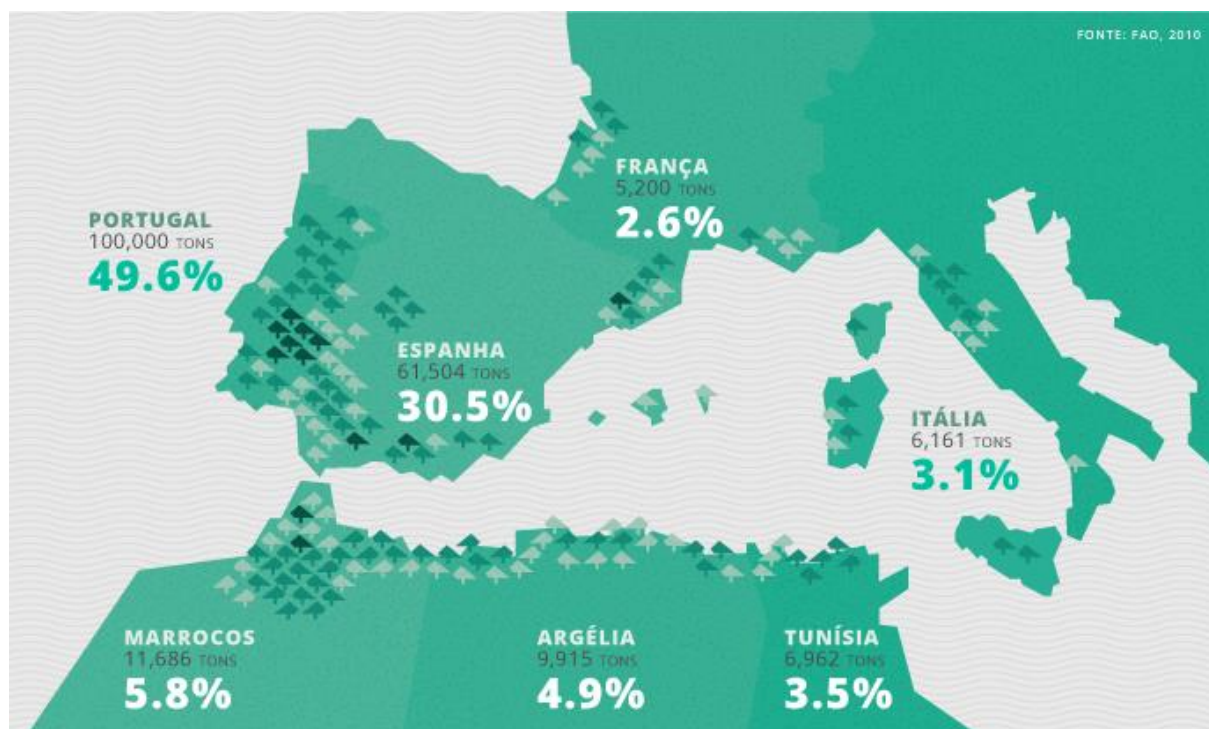 FONTE: FAO, 2010
FRANÇA
5,200 TONS
2.6%
PORTUGAL
100,000 TONS
49.6%
ESPANHA
61,504 TONS
30.5%
ITÁLIA
6,161 TONS
3.1%
MARROCOS
11,686 TONS
5.8%
ARGÉLIA
9,915 TONS
4.9%
TUNÍSIA
6,962 TONS
3.5%